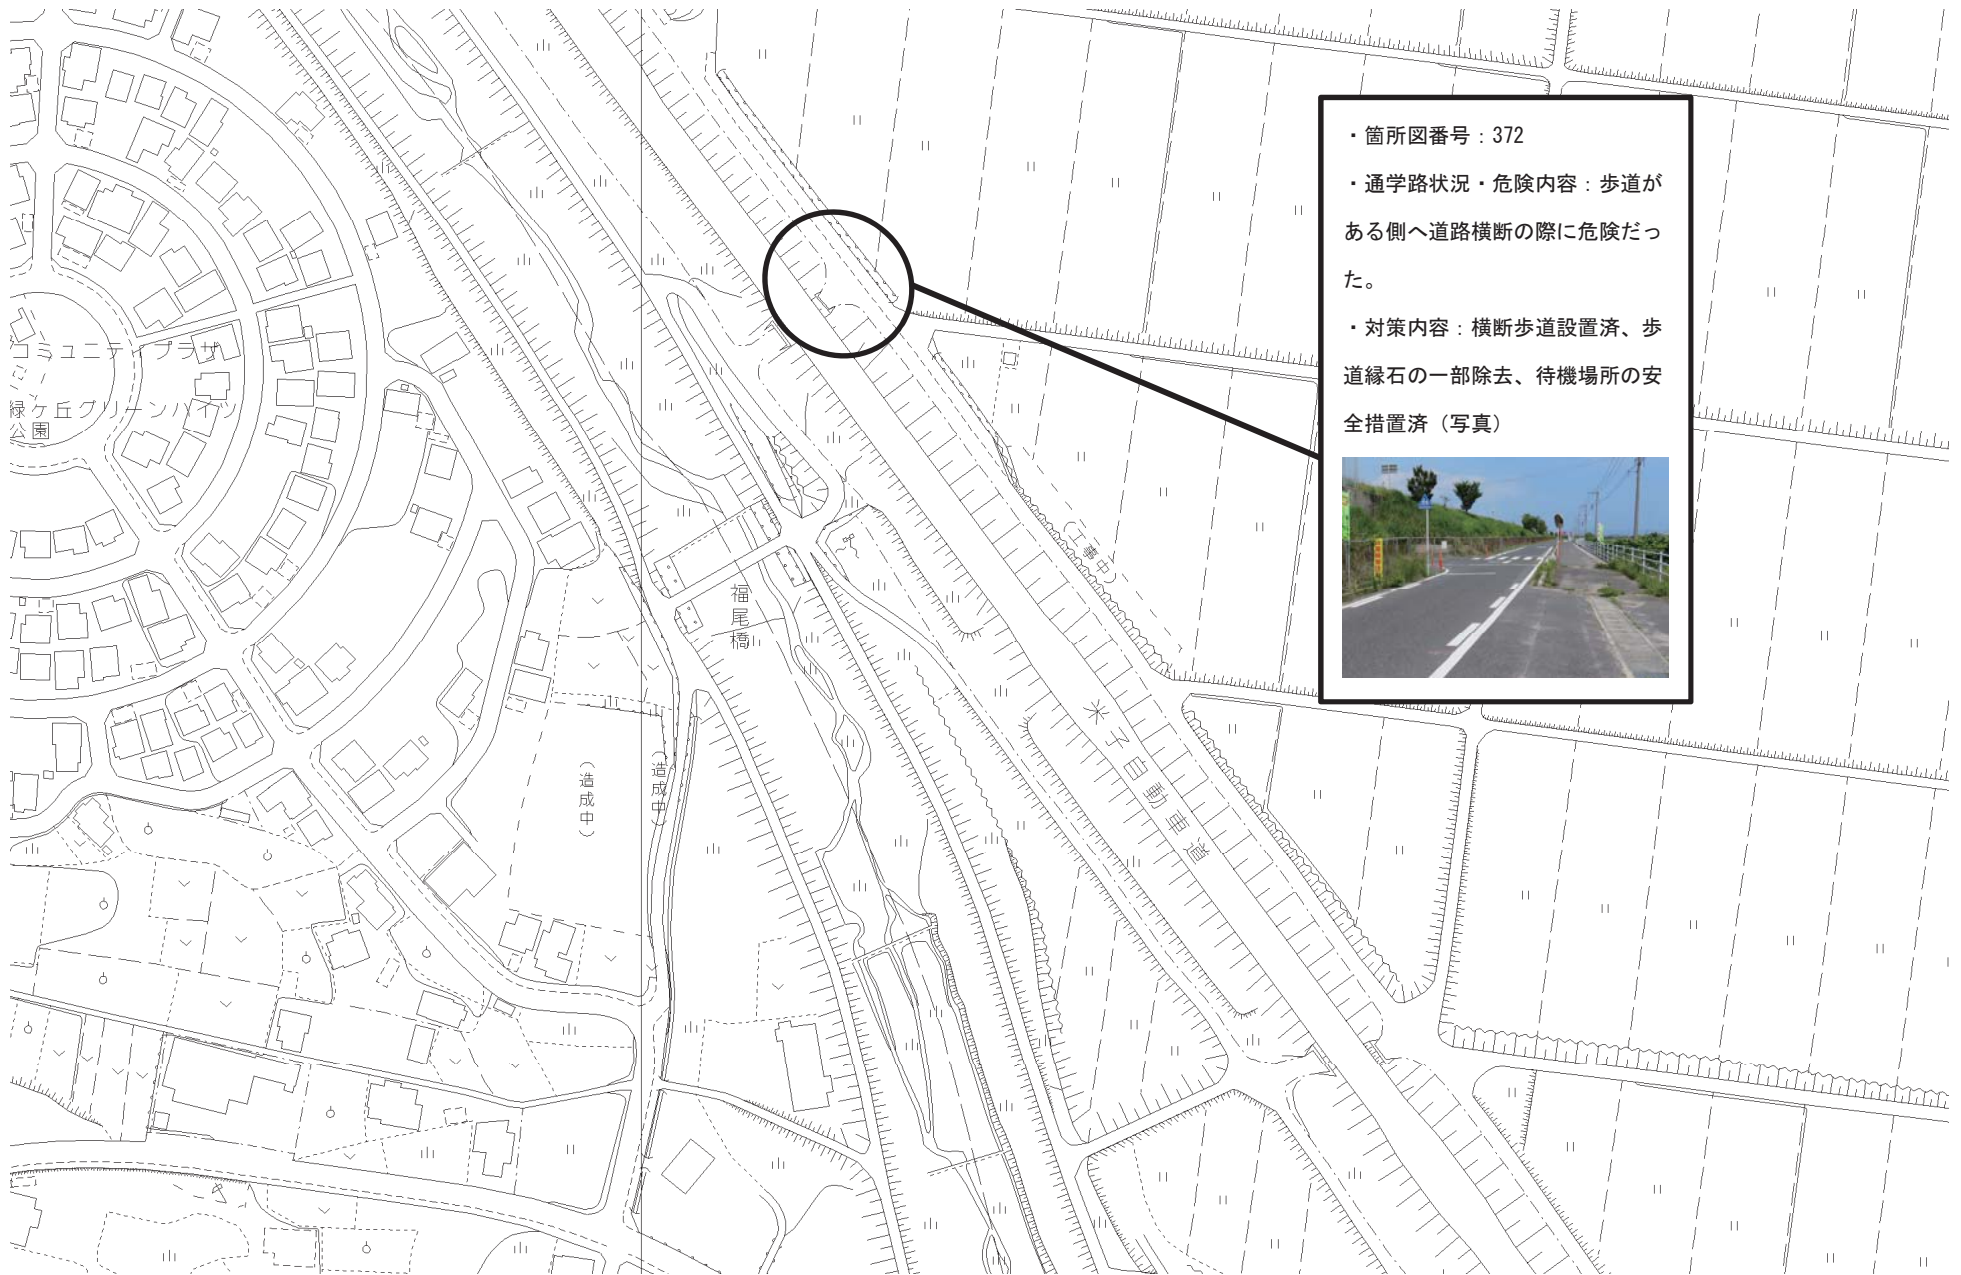 ・箇所図番号：372
・通学路状況・危険内容：歩道が
ある側へ道路横断の際に危険だっ
た。
・対策内容：横断歩道設置済、歩
道縁石の一部除去、待機場所の安
全措置済（写真）
コミュニティプラザ
緑ヶ丘グリーンハイツ
公園
福尾橋
（工事中）
米子自動車道
（造成中）
（造成中）